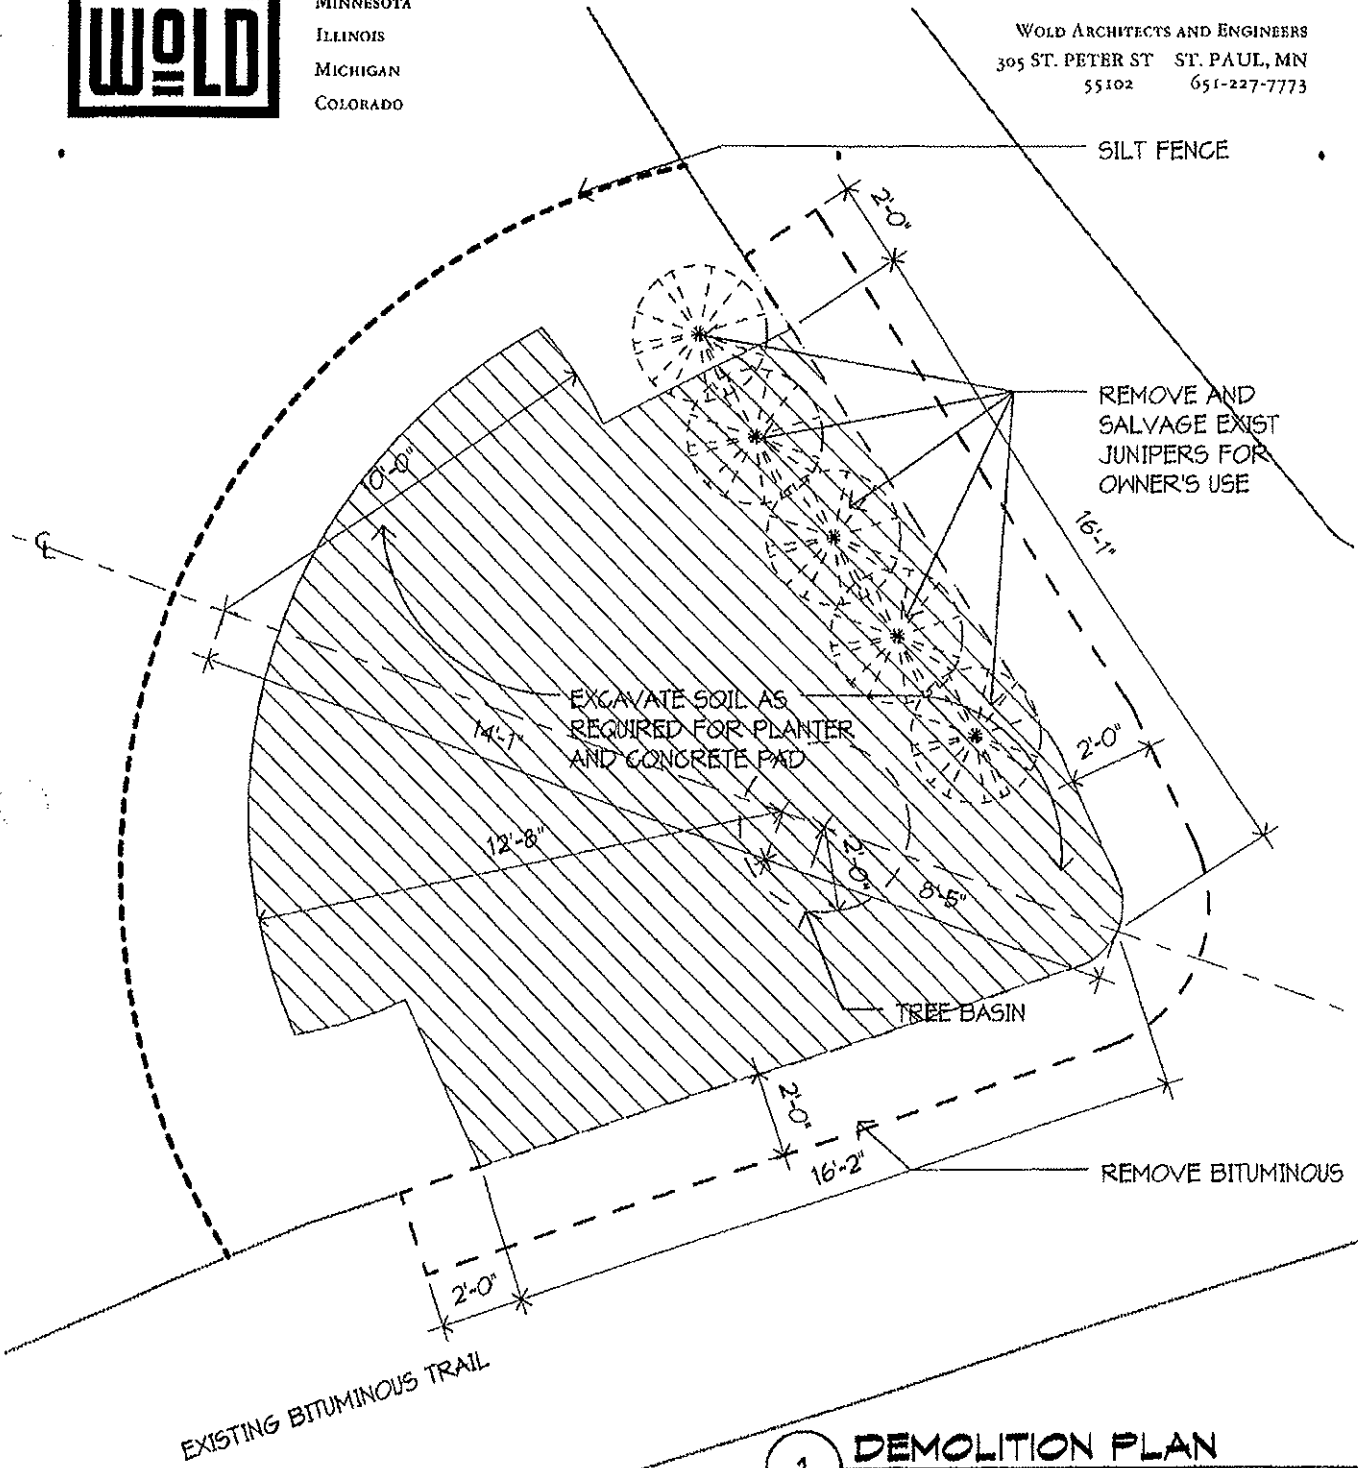 WOLD
MINNESOTA
ILLINOIS
MICHIGAN
COLORADO
WOLD ARCHITECTS AND ENGINEERS
305 ST. PETER ST ST. PAUL, MN
55102 651-227-7773
SILT FENCE
2'-0"
REMOVE AND
SALVAGE EXIST
JUNIPERS FOR
OWNER'S USE
10'-0"
16'-1"
CL
EXCAVATE SOIL AS
REQUIRED FOR PLANTER
AND CONCRETE PAD
14'-1"
2'-0"
12'-8"
2'-0"
8'-5"
TREE BASIN
2'-0"
16'-2"
REMOVE BITUMINOUS
2'-0"
EXISTING BITUMINOUS TRAIL
1
DEMOLITION PLAN